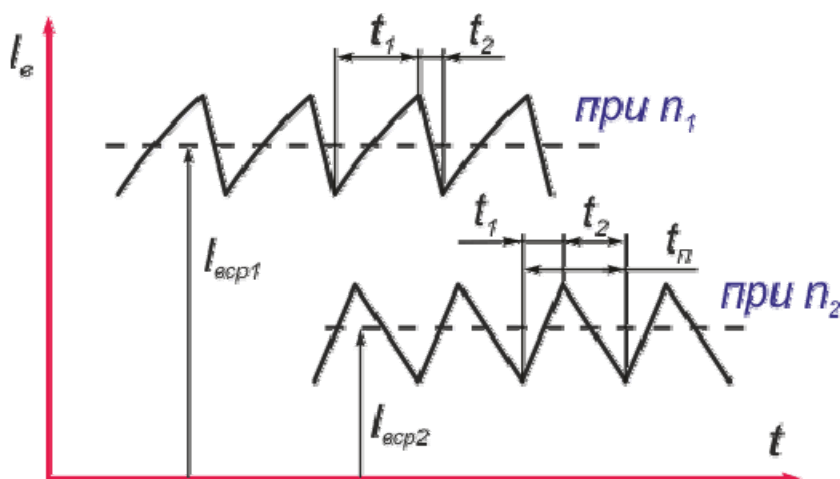 Iв
t1
t2
при n1
Iвср1
t1
t2
tп
при n2
Iвср2
t